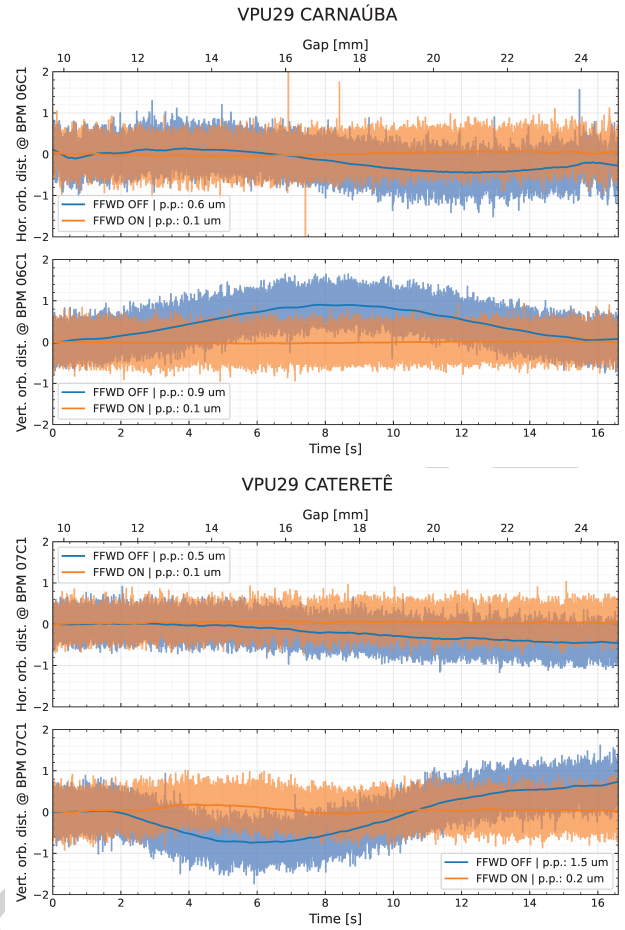 VPU29 CARNAÚBA
Gap [mm]
10 12 14 16 18 20 22 24
Hor. orb. dist. @ BPM 06C1
2
1
0
−1
−2
FFWD OFF | p.p.: 0.6 um
FFWD ON | p.p.: 0.1 um
Vert. orb. dist. @ BPM 06C1
2
1
0
−1
−2
FFWD OFF | p.p.: 0.9 um
FFWD ON | p.p.: 0.1 um
0 2 4 6 8 10 12 14 16
Time [s]
VPU29 CATERETÊ
Gap [mm]
10 12 14 16 18 20 22 24
Hor. orb. dist. @ BPM 07C1
2
1
0
−1
−2
FFWD OFF | p.p.: 0.5 um
FFWD ON | p.p.: 0.1 um
Vert. orb. dist. @ BPM 07C1
2
1
0
−1
−2
FFWD OFF | p.p.: 1.5 um
FFWD ON | p.p.: 0.2 um
0 2 4 6 8 10 12 14 16
Time [s]